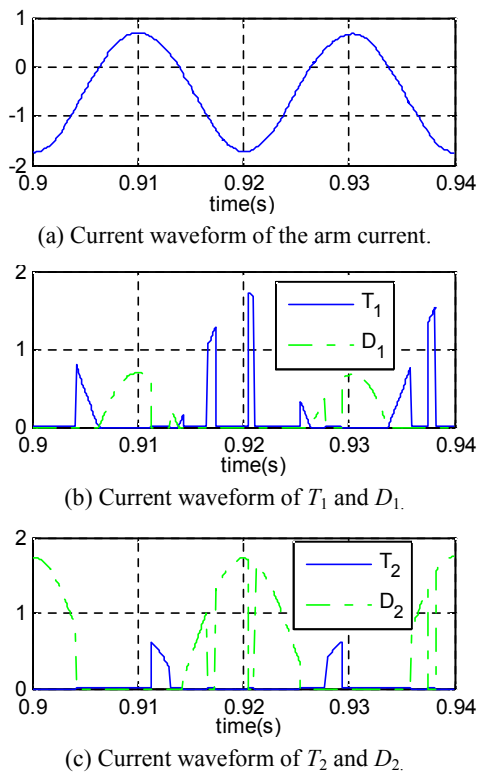 1
0
-1
-2
0.9 0.91 0.92 0.93 0.94
time(s)
(a) Current waveform of the arm current.
2
1
0
T1
D1
0.9 0.91 0.92 0.93 0.94
time(s)
(b) Current waveform of T1 and D1.
2
1
0
T2
D2
0.9 0.91 0.92 0.93 0.94
time(s)
(c) Current waveform of T2 and D2.